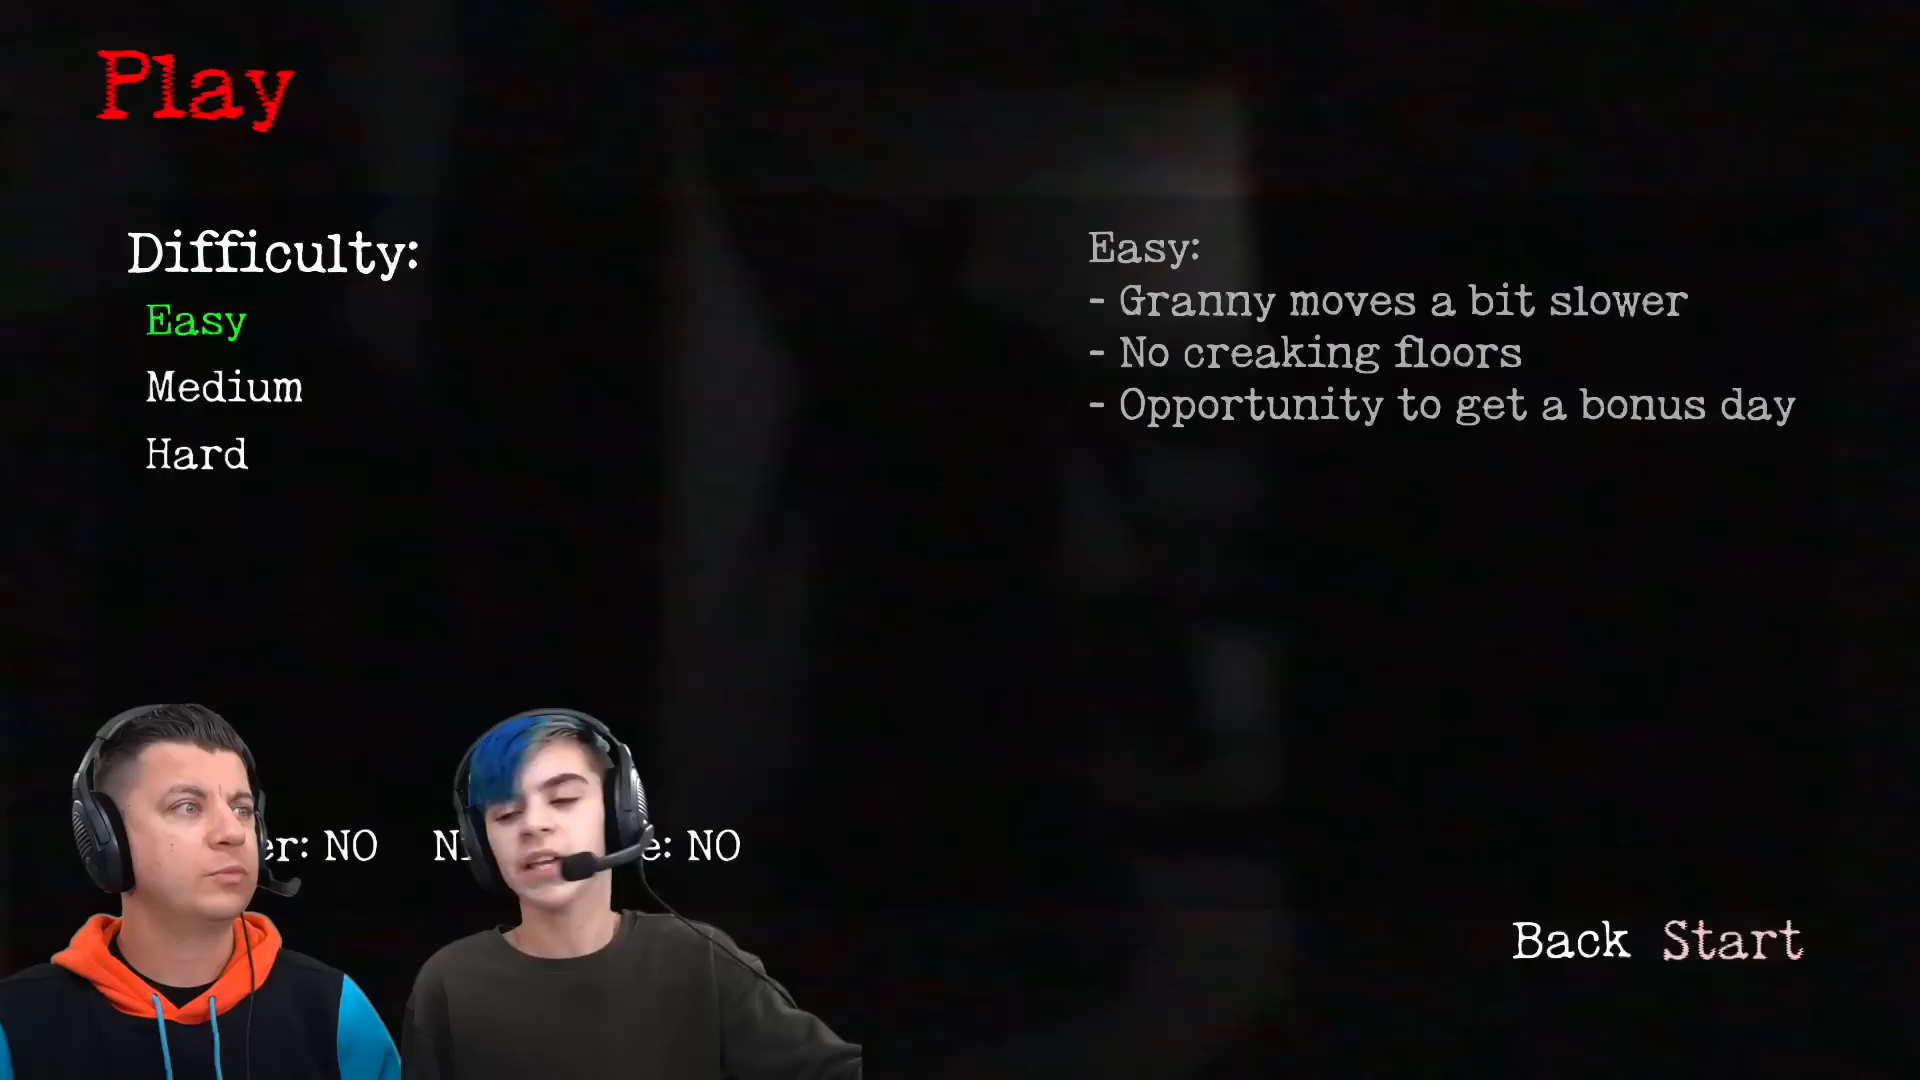 Play
Difficulty:
Easy
Medium
Hard
Easy:
- Granny moves a bit slower
- No creaking floors
- Opportunity to get a bonus day
NO NO
Back Start